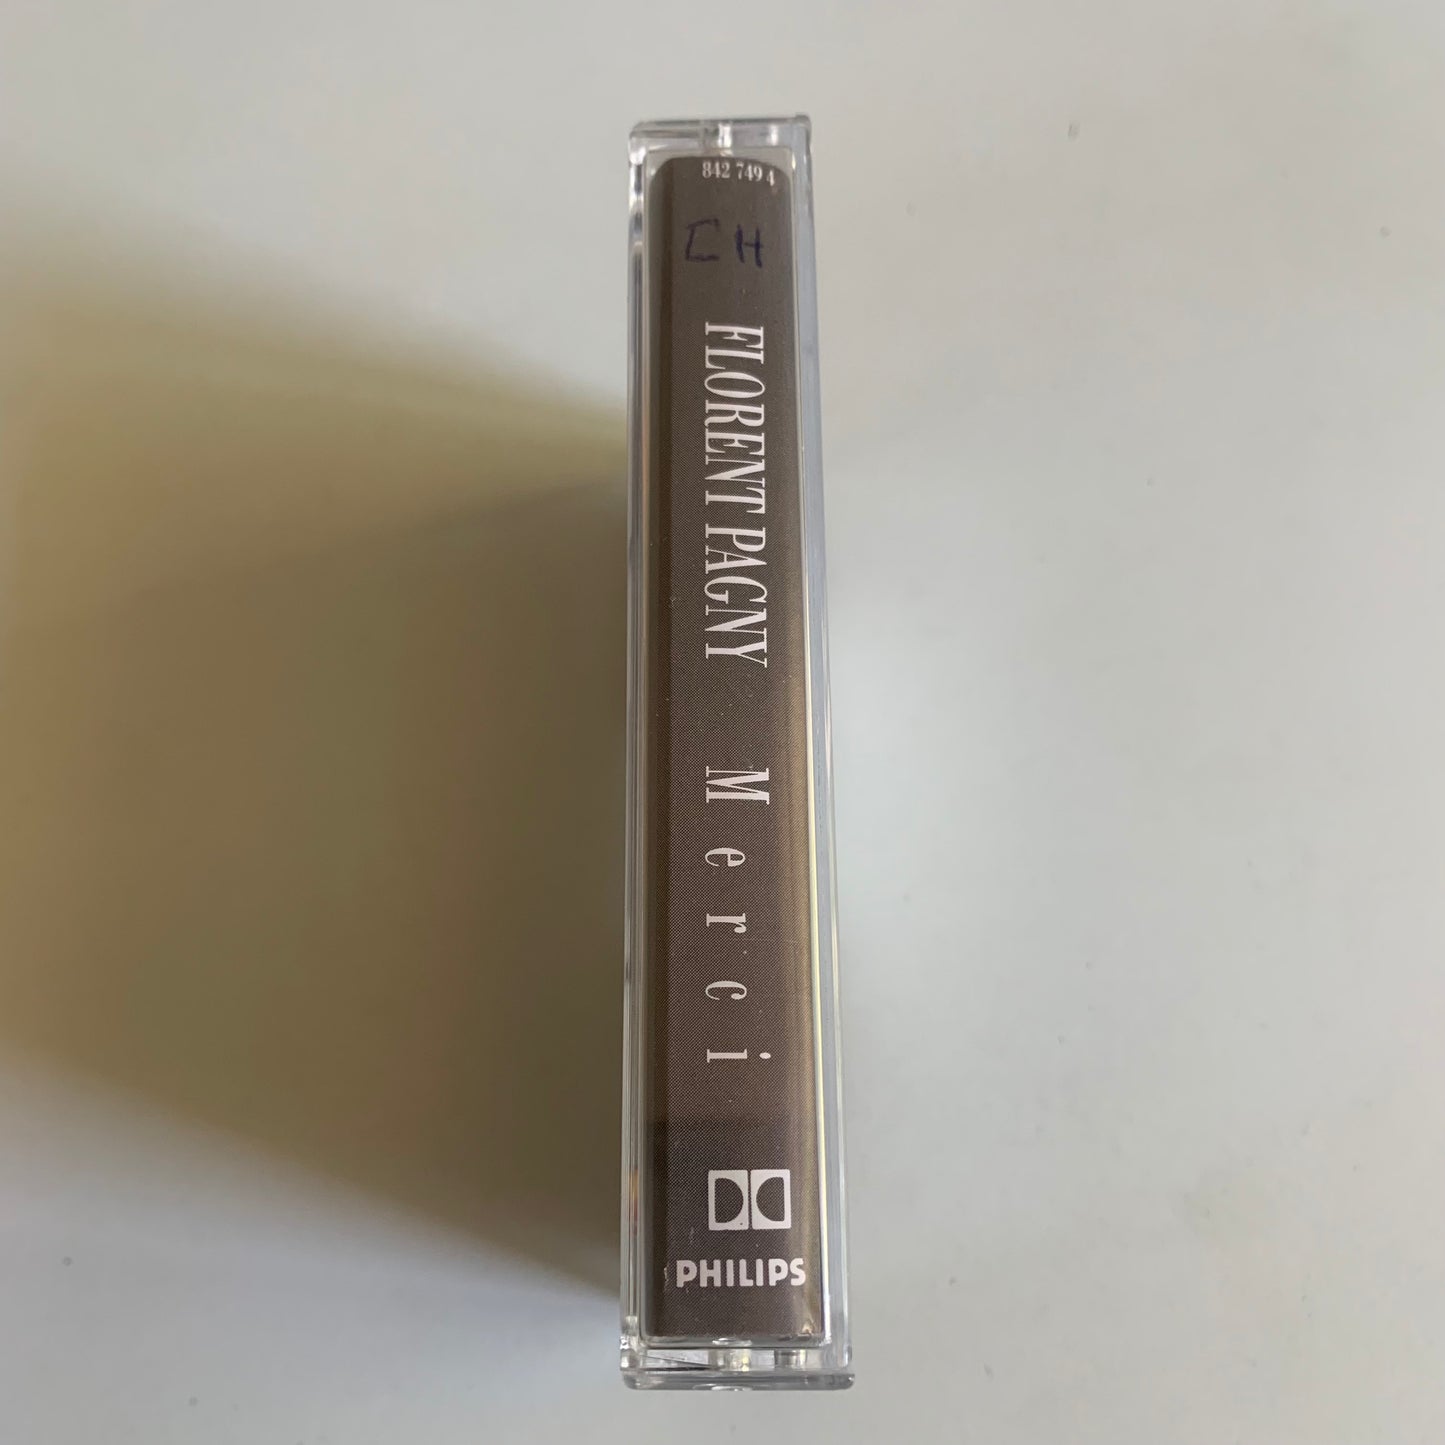 842 749 4
CH
FLORENT PAGNY Merci
PHILIPS